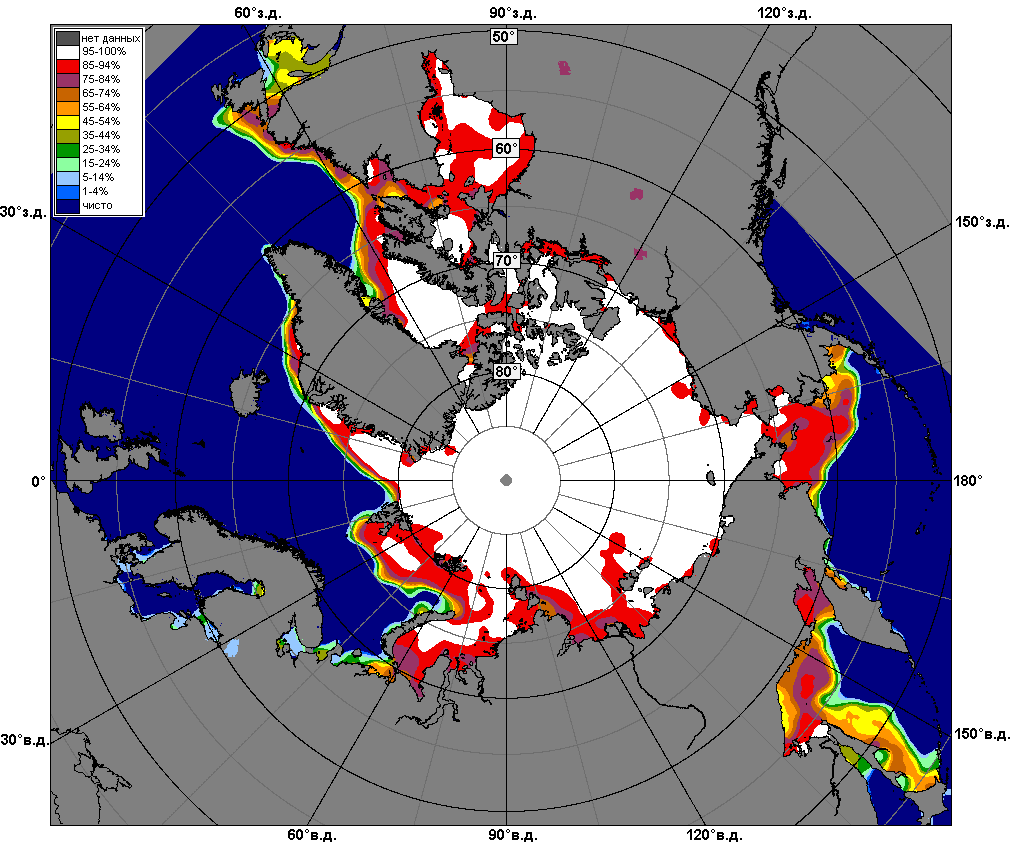 60°з.д.
90°з.д.
120°з.д.
50°
нет данных
95-100%
85-94%
75-84%
65-74%
55-64%
45-54%
35-44%
25-34%
15-24%
5-14%
1-4%
чисто
60°
30°з.д.
150°з.д.
70°
80°
0°
180°
30°в.д.
150°в.д.
60°в.д.
90°в.д.
120°в.д.